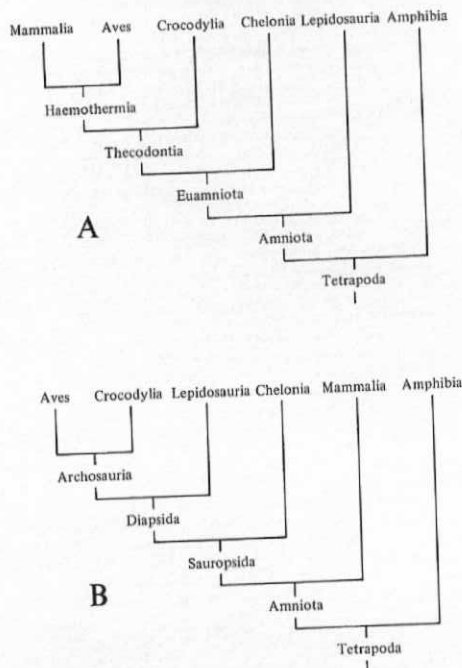 Mammalia Aves Crocodylia Chelonia Lepidosauria Amphibia
Haemothermia
Thecodontia
Euamniota
A
Amniota
Tetrapoda
Aves Crocodylia Lepidosauria Chelonia Mammalia Amphibia
Archosauria
Diapsida
Sauropsida
B
Amniota
Tetrapoda